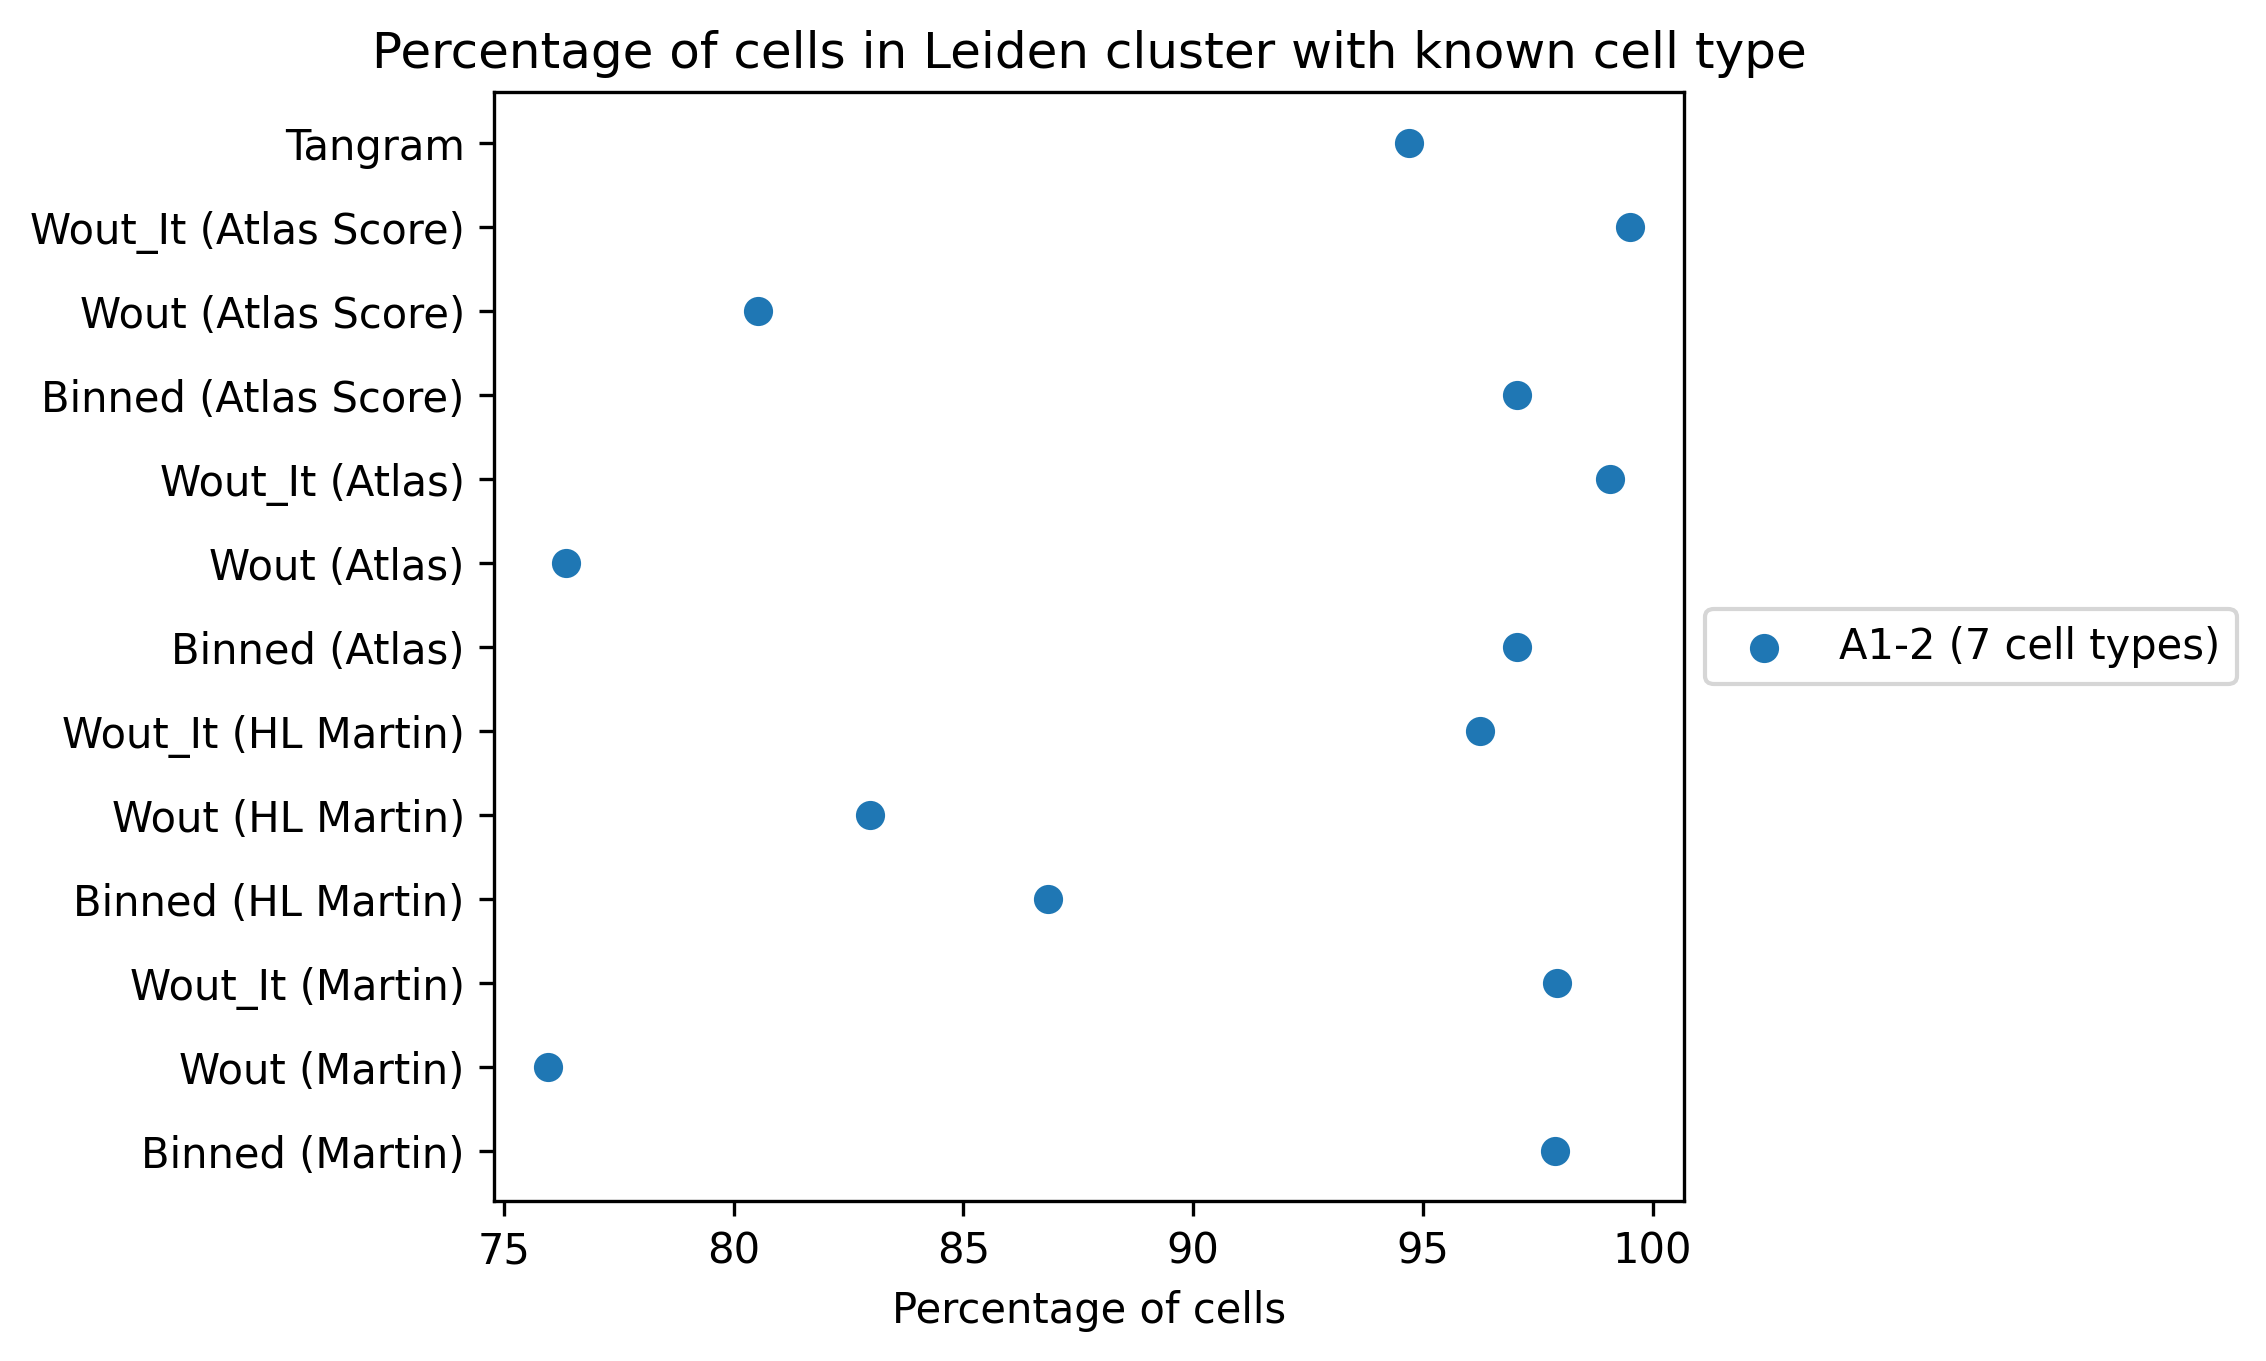 Percentage of cells in Leiden cluster with known cell type
Tangram
Wout_It (Atlas Score)
Wout (Atlas Score)
Binned (Atlas Score)
Wout_It (Atlas)
Wout (Atlas)
Binned (Atlas)
Wout_It (HL Martin)
Wout (HL Martin)
Binned (HL Martin)
Wout_It (Martin)
Wout (Martin)
Binned (Martin)
A1-2 (7 cell types)
75 80 85 90 95 100
Percentage of cells